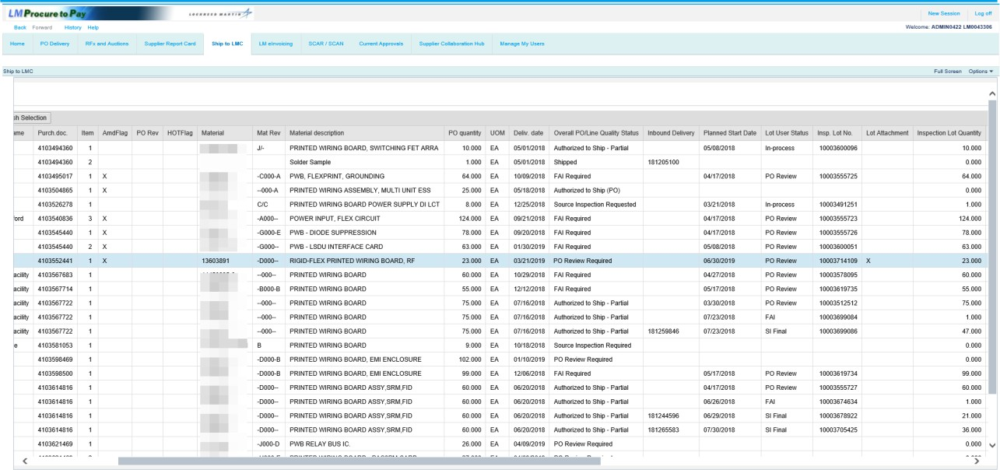 LM Procure to Pay LOCKHEED MARTIN
New Session Log off
Back Forward History Help Welcome: ADMIN0422 LM0043306
Home PO Delivery RFx and Auctions Supplier Report Card Ship to LMC LM eInvoicing SCAR / SCAN Current Approvals Supplier Collaboration Hub Manage My Users
Ship to LMC Full Screen Options
sh Selection
ame Purch.doc. Item AmdFlag PO Rev HOTFlag Material Mat Rev Material description PO quantity UOM Deliv. date Overall PO/Line Quality Status Inbound Delivery Planned Start Date Lot User Status Insp. Lot No. Lot Attachment Inspection Lot Quantity
4103494360 1 J/- PRINTED WIRING BOARD, SWITCHING FET ARRA 10.000 EA 05/01/2018 Authorized to Ship - Partial 05/08/2018 In-process 10003600096 10.000
4103494360 2 Solder Sample 1.000 EA 05/01/2018 Shipped 181205100 0.000
4103495017 1 X -C000-A PWB, FLEXPRINT, GROUNDING 64.000 EA 10/09/2018 FAI Required 04/17/2018 PO Review 10003555725 64.000
4103504865 1 X --000-A PRINTED WIRING ASSEMBLY, MULTI UNIT ESS 25.000 EA 05/18/2018 Authorized to Ship (PO) 0.000
4103526278 1 C/C PRINTED WIRING BOARD POWER SUPPLY DI LCT 8.000 EA 12/25/2018 Source Inspection Requested 03/21/2018 In-process 10003491251 1.000
ord 4103540836 3 X -A000-- POWER INPUT, FLEX CIRCUIT 124.000 EA 09/21/2018 FAI Required 04/17/2018 PO Review 10003555723 124.000
4103545440 1 X -G000-E PWB - DIODE SUPPRESSION 78.000 EA 09/20/2018 FAI Required 04/17/2018 PO Review 10003555726 78.000
4103545440 2 X -G000-- PWB - LSDU INTERFACE CARD 63.000 EA 01/30/2019 FAI Required 05/08/2018 PO Review 10003600051 63.000
4103552441 1 X 13603891 -D000-- RIGID-FLEX PRINTED WIRING BOARD, RF 23.000 EA 03/21/2019 PO Review Required 06/30/2019 PO Review 10003714109 X 23.000
acility 4103567683 1 --000-- PRINTED WIRING BOARD 60.000 EA 10/29/2018 FAI Required 04/27/2018 PO Review 10003578095 60.000
acility 4103567714 1 -B000-B PRINTED WIRING BOARD 55.000 EA 12/12/2018 FAI Required 05/17/2018 PO Review 10003619735 55.000
acility 4103567722 1 --000-- PRINTED WIRING BOARD 75.000 EA 07/16/2018 Authorized to Ship - Partial 03/30/2018 PO Review 10003512512 75.000
acility 4103567722 1 --000-- PRINTED WIRING BOARD 75.000 EA 07/16/2018 Authorized to Ship - Partial 07/23/2018 FAI 10003699084 1.000
acility 4103567722 1 --000-- PRINTED WIRING BOARD 75.000 EA 07/16/2018 Authorized to Ship - Partial 181259846 07/23/2018 SI Final 10003699086 47.000
e 4103581053 1 B PRINTED WIRING BOARD 9.000 EA 10/18/2018 Source Inspection Required 0.000
4103598469 1 -D000-B PRINTED WIRING BOARD, EMI ENCLOSURE 102.000 EA 01/10/2019 PO Review Required 0.000
4103598500 1 -D000-B PRINTED WIRING BOARD, EMI ENCLOSURE 99.000 EA 12/06/2018 FAI Required 05/17/2018 PO Review 10003619734 99.000
4103614816 1 -D000-- PRINTED WIRING BOARD ASSY,SRM,FID 60.000 EA 06/20/2018 Authorized to Ship - Partial 04/17/2018 PO Review 10003555727 60.000
4103614816 1 -D000-- PRINTED WIRING BOARD ASSY,SRM,FID 60.000 EA 06/20/2018 Authorized to Ship - Partial 06/26/2018 FAI 10003674634 1.000
4103614816 1 -D000-- PRINTED WIRING BOARD ASSY,SRM,FID 60.000 EA 06/20/2018 Authorized to Ship - Partial 181244596 06/29/2018 SI Final 10003678922 21.000
4103614816 1 -D000-- PRINTED WIRING BOARD ASSY,SRM,FID 60.000 EA 06/20/2018 Authorized to Ship - Partial 181265583 07/30/2018 SI Final 10003705425 36.000
4103621469 1 -J000-D PWB RELAY BUS IC. 26.000 EA 04/09/2019 PO Review Required 0.000